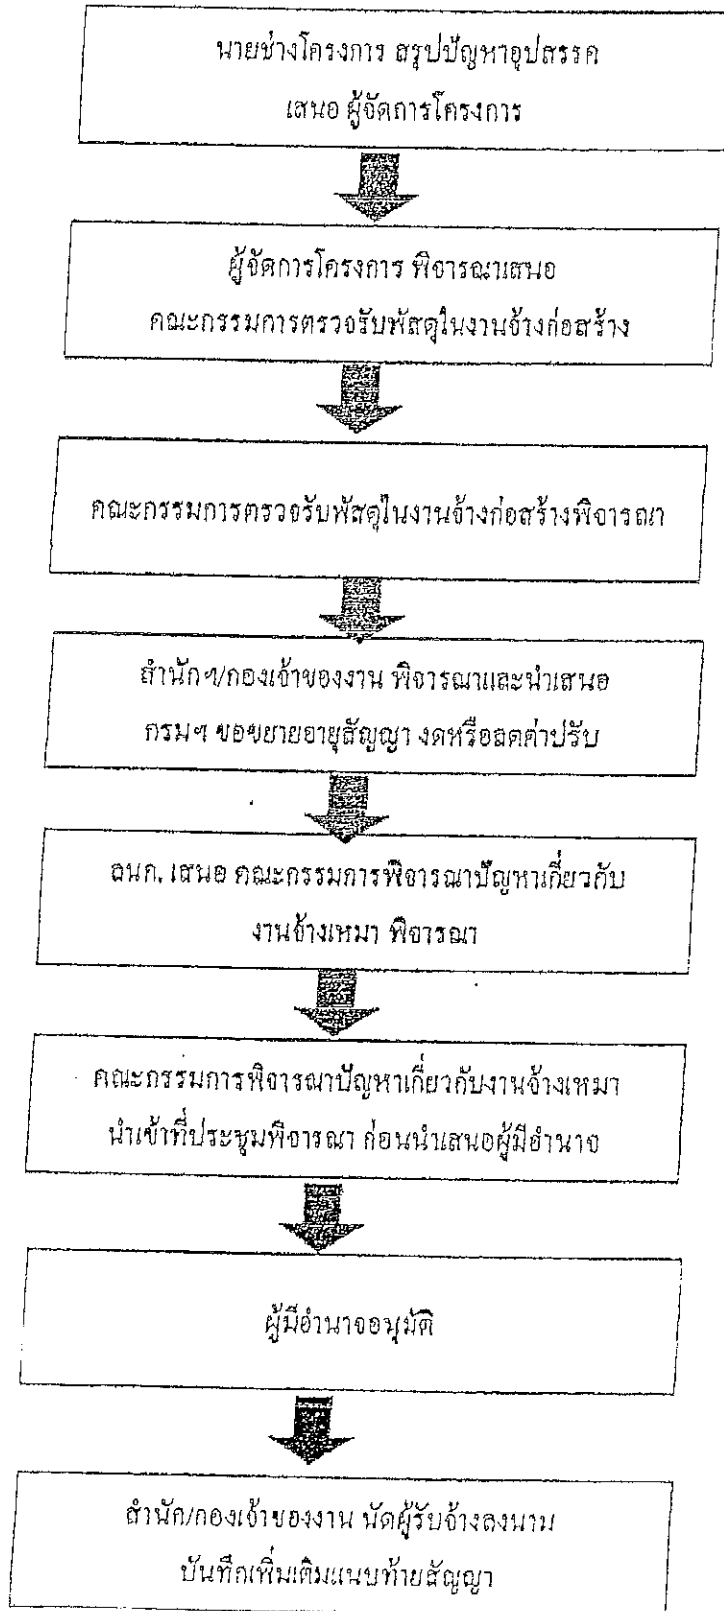 นายช่างโครงการ สรุปปัญหาอุปสรรค
เสนอ ผู้จัดการโครงการ
ผู้จัดการโครงการ พิจารณาเสนอ
คณะกรรมการตรวจรับพัสดุในงานจ้างก่อสร้าง
คณะกรรมการตรวจรับพัสดุในงานจ้างก่อสร้างพิจารณา
สำนักฯ/กองเจ้าของงาน พิจารณาและนำเสนอ
กรมฯ ขอขยายอายุสัญญา งดหรือลดค่าปรับ
ลนก. เสนอ คณะกรรมการพิจารณาปัญหาเกี่ยวกับ
งานจ้างเหมา พิจารณา
คณะกรรมการพิจารณาปัญหาเกี่ยวกับงานจ้างเหมา
นำเข้าที่ประชุมพิจารณา ก่อนนำเสนอผู้มีอำนาจ
ผู้มีอำนาจอนุมัติ
สำนัก/กองเจ้าของงาน นัดผู้รับจ้างลงนาม
บันทึกเพิ่มเติมแนบท้ายสัญญา